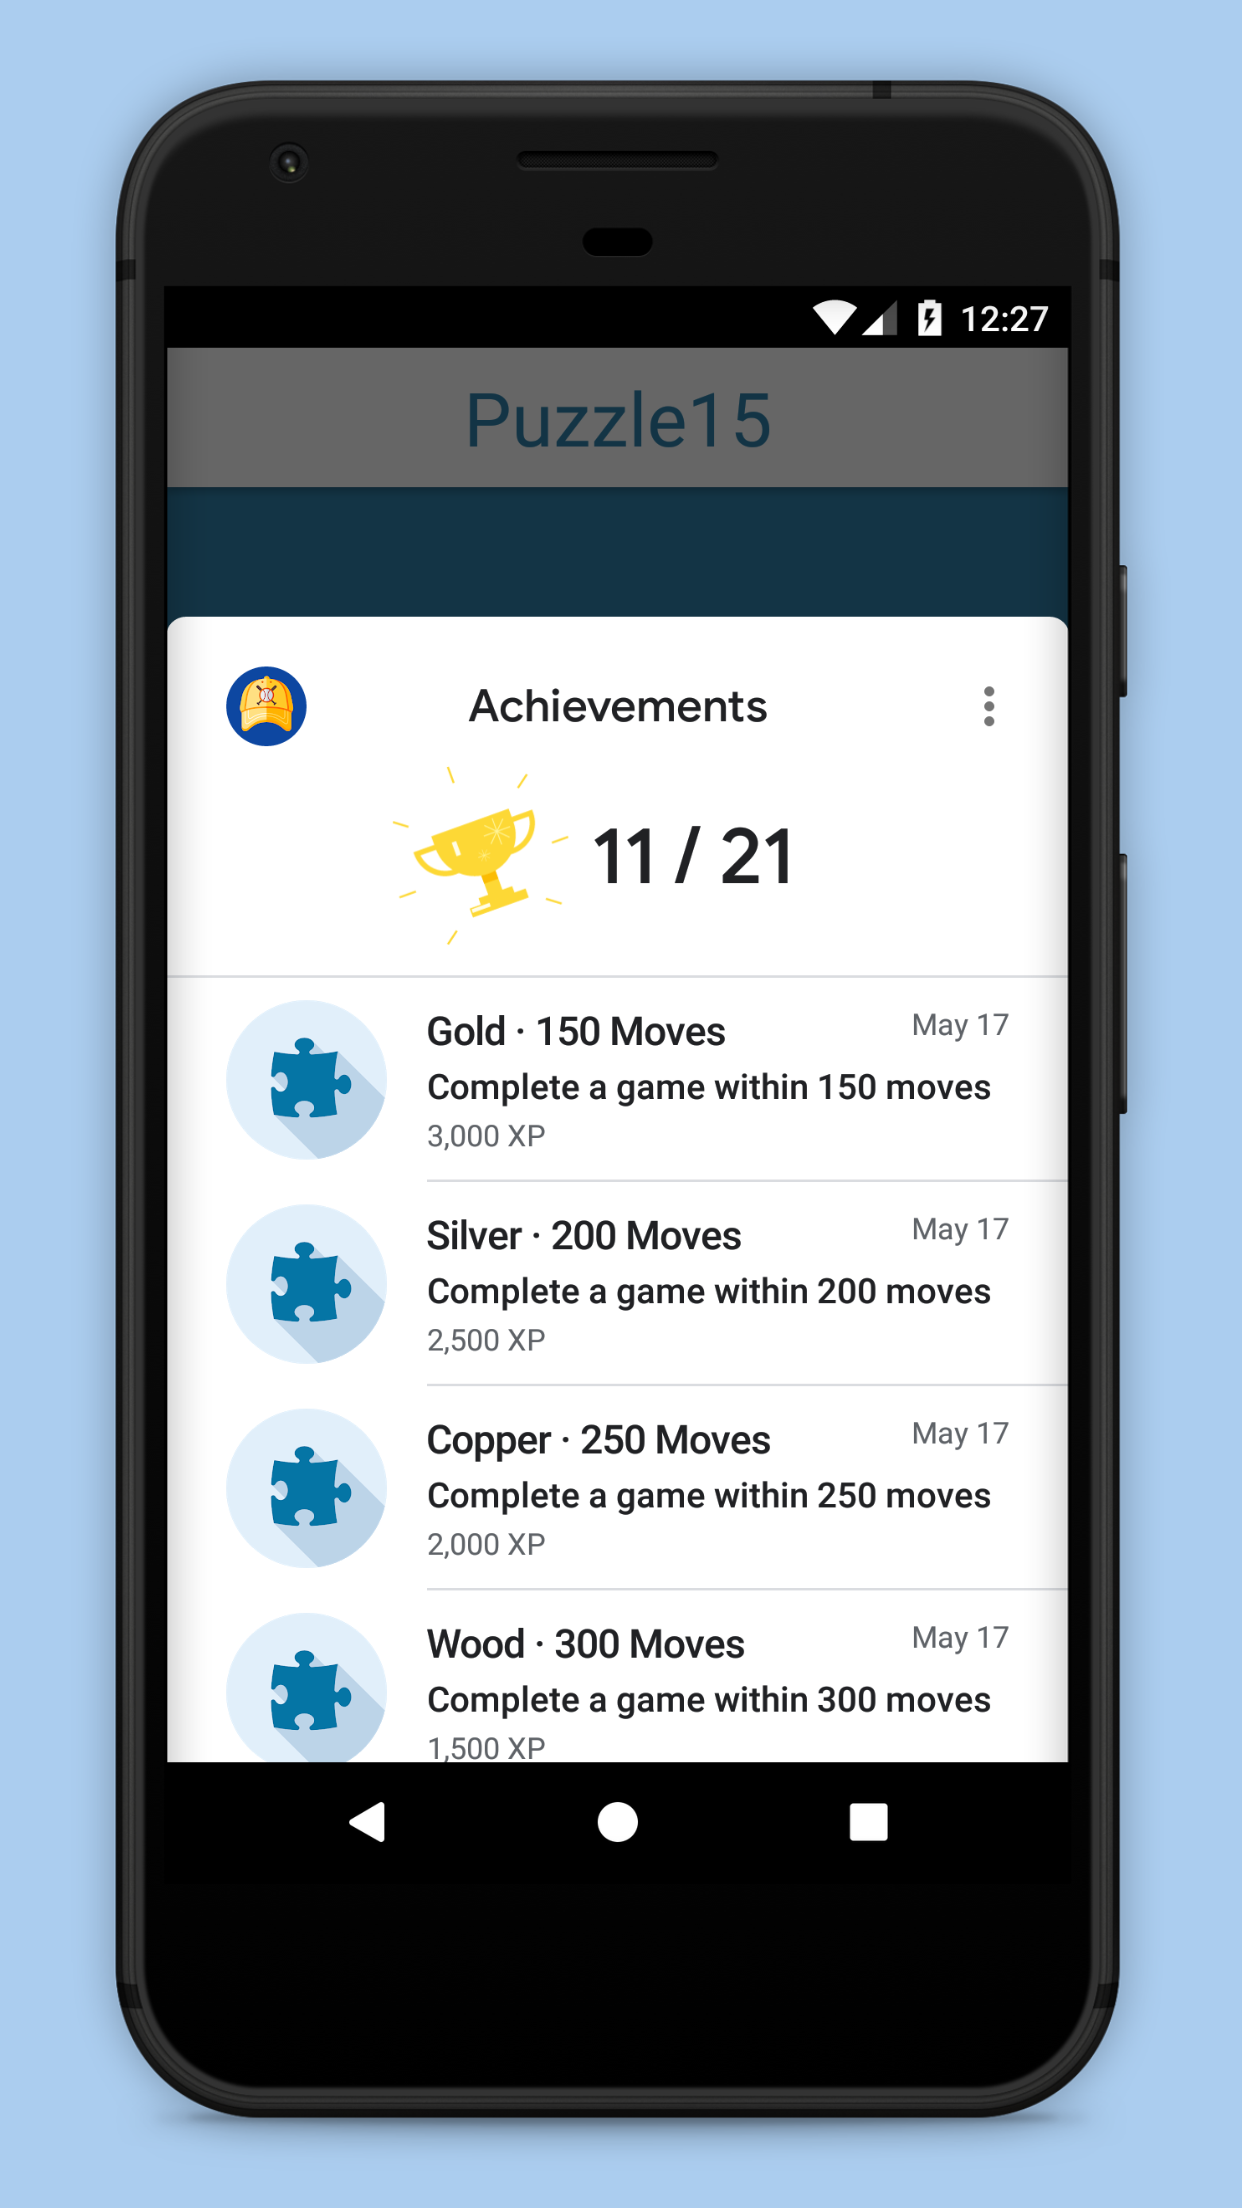 12:27
Puzzle15
Achievements
11 / 21
Gold · 150 Moves
May 17
Complete a game within 150 moves
3,000 XP
Silver · 200 Moves
May 17
Complete a game within 200 moves
2,500 XP
Copper · 250 Moves
May 17
Complete a game within 250 moves
2,000 XP
Wood · 300 Moves
May 17
Complete a game within 300 moves
1,500 XP